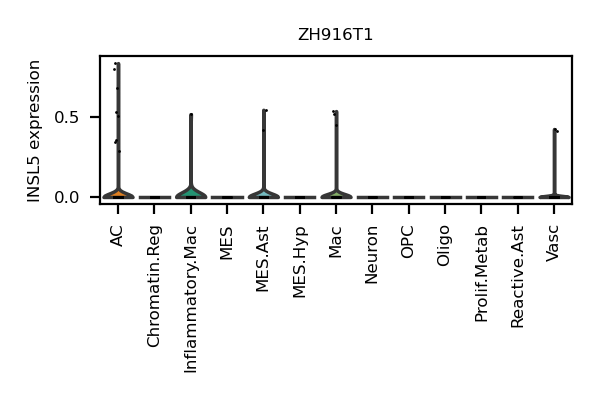 ZH916T1
INSL5 expression
0.5
0.0
AC
Chromatin.Reg
Inflammatory.Mac
MES
MES.Ast
MES.Hyp
Mac
Neuron
OPC
Oligo
Prolif.Metab
Reactive.Ast
Vasc